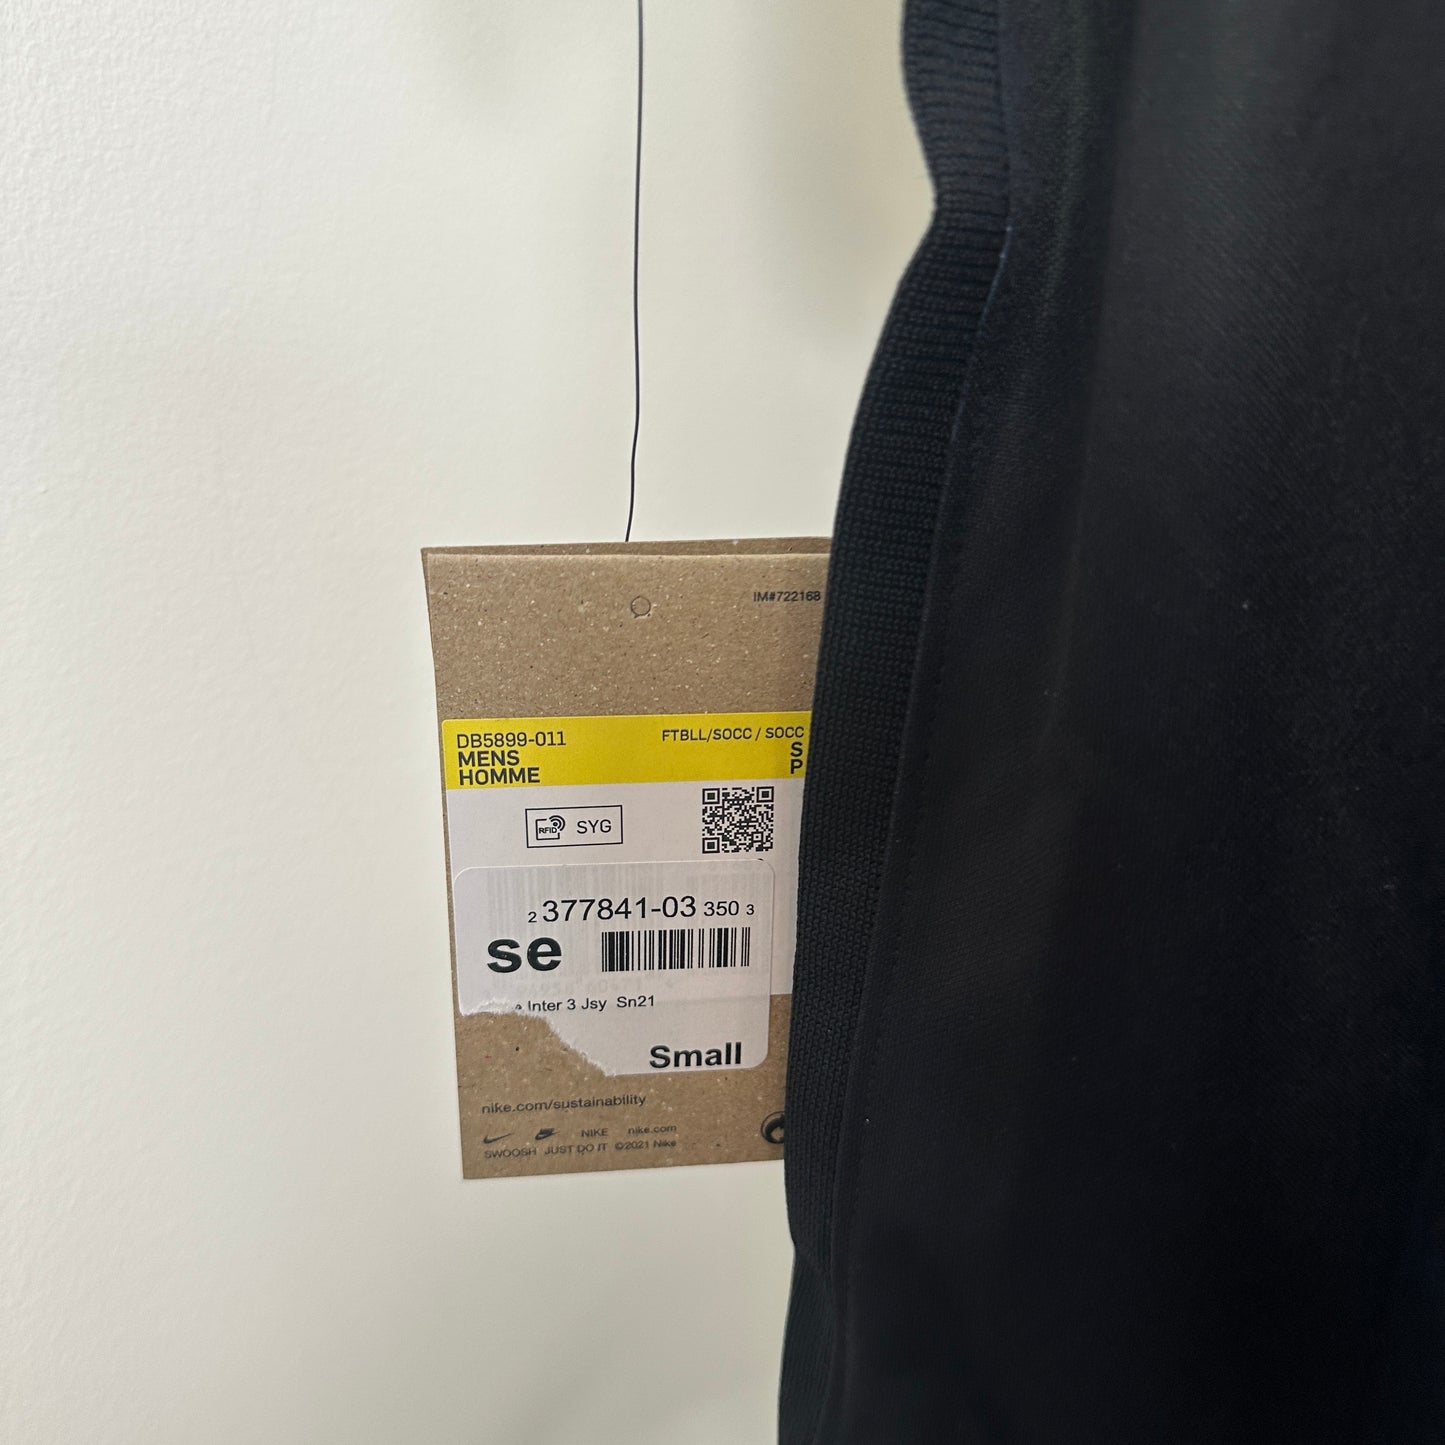 IM#722168
DB5899-011
MENS
HOMME
FTBLL/SOCC / SOCC
S
P
RFID SYG
2 377841-03 350 3
se
Inter 3 Jsy Sn21
Small
nike.com/sustainability
NIKE nike.com
SWOOSH JUST DO IT ©2021 Nike